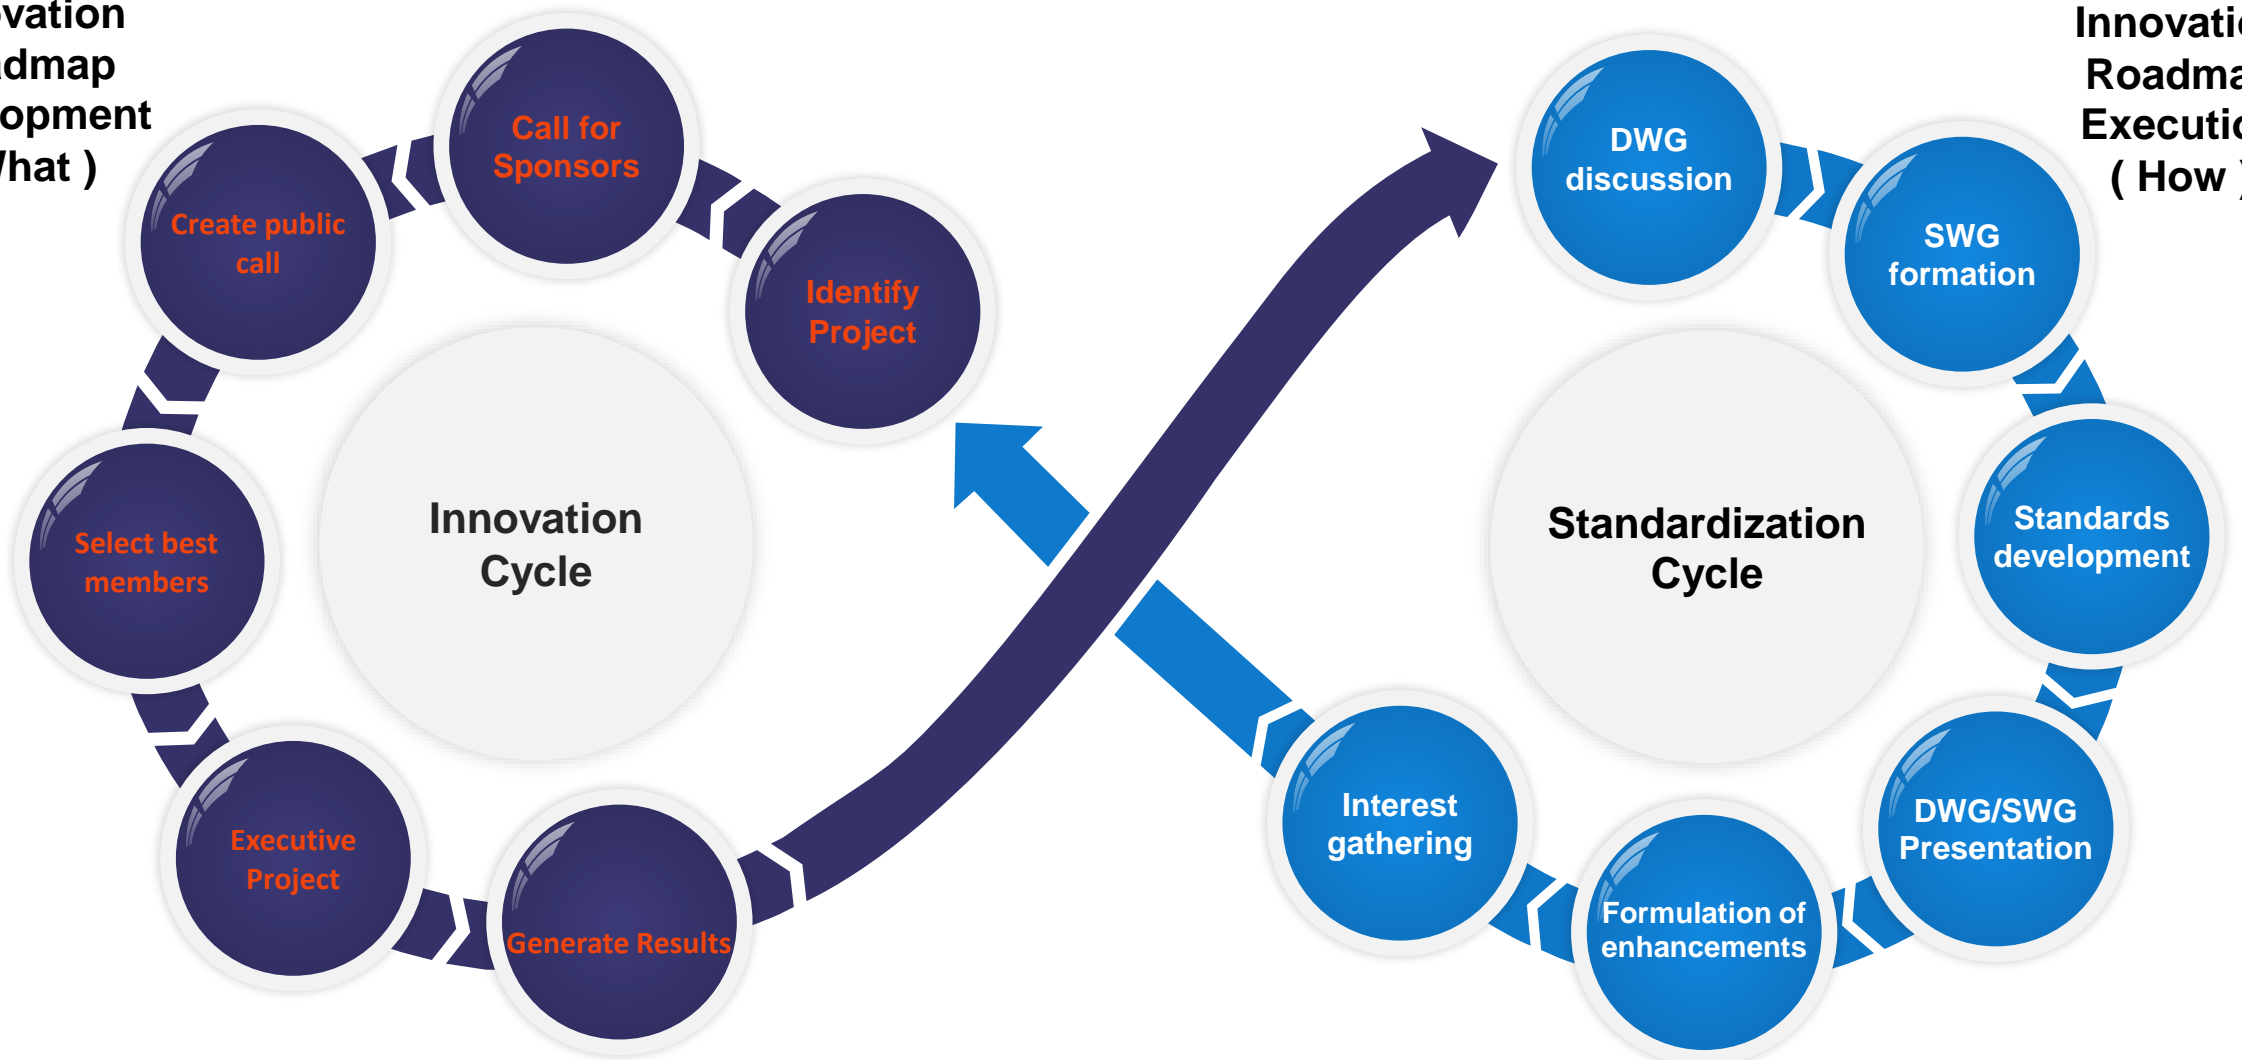 ovation
admap
opment
hat )
Call for
Sponsors
Create public
call
Identify
Project
Select best
members
Innovation
Cycle
Executive
Project
Generate Results
Innovatio
Roadma
Executio
( How )
DWG
discussion
SWG
formation
Standards
development
Standardization
Cycle
DWG/SWG
Presentation
Formulation of
enhancements
Interest
gathering